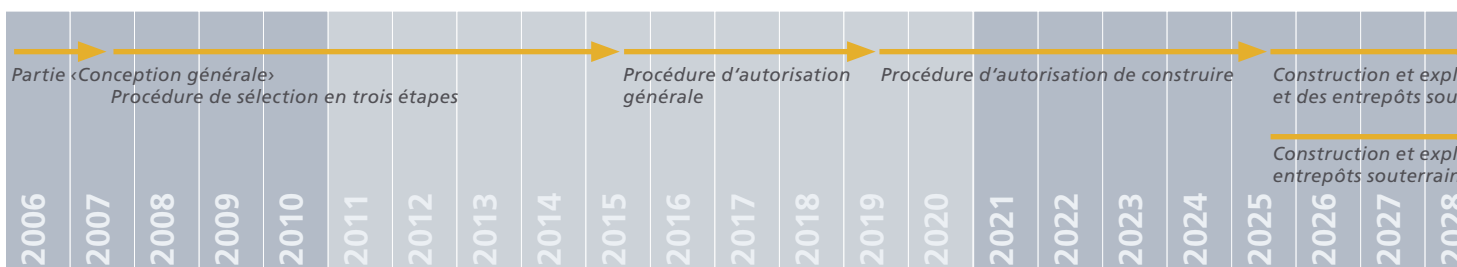 Partie ‹Conception générale›
Procédure de sélection en trois étapes
Procédure d’autorisation
générale
Procédure d’autorisation de construire
Construction et expl
et des entrepôts sou
Construction et expl
entrepôts souterrain
2006
2007
2008
2009
2010
2011
2012
2013
2014
2015
2016
2017
2018
2019
2020
2021
2022
2023
2024
2025
2026
2027
2028